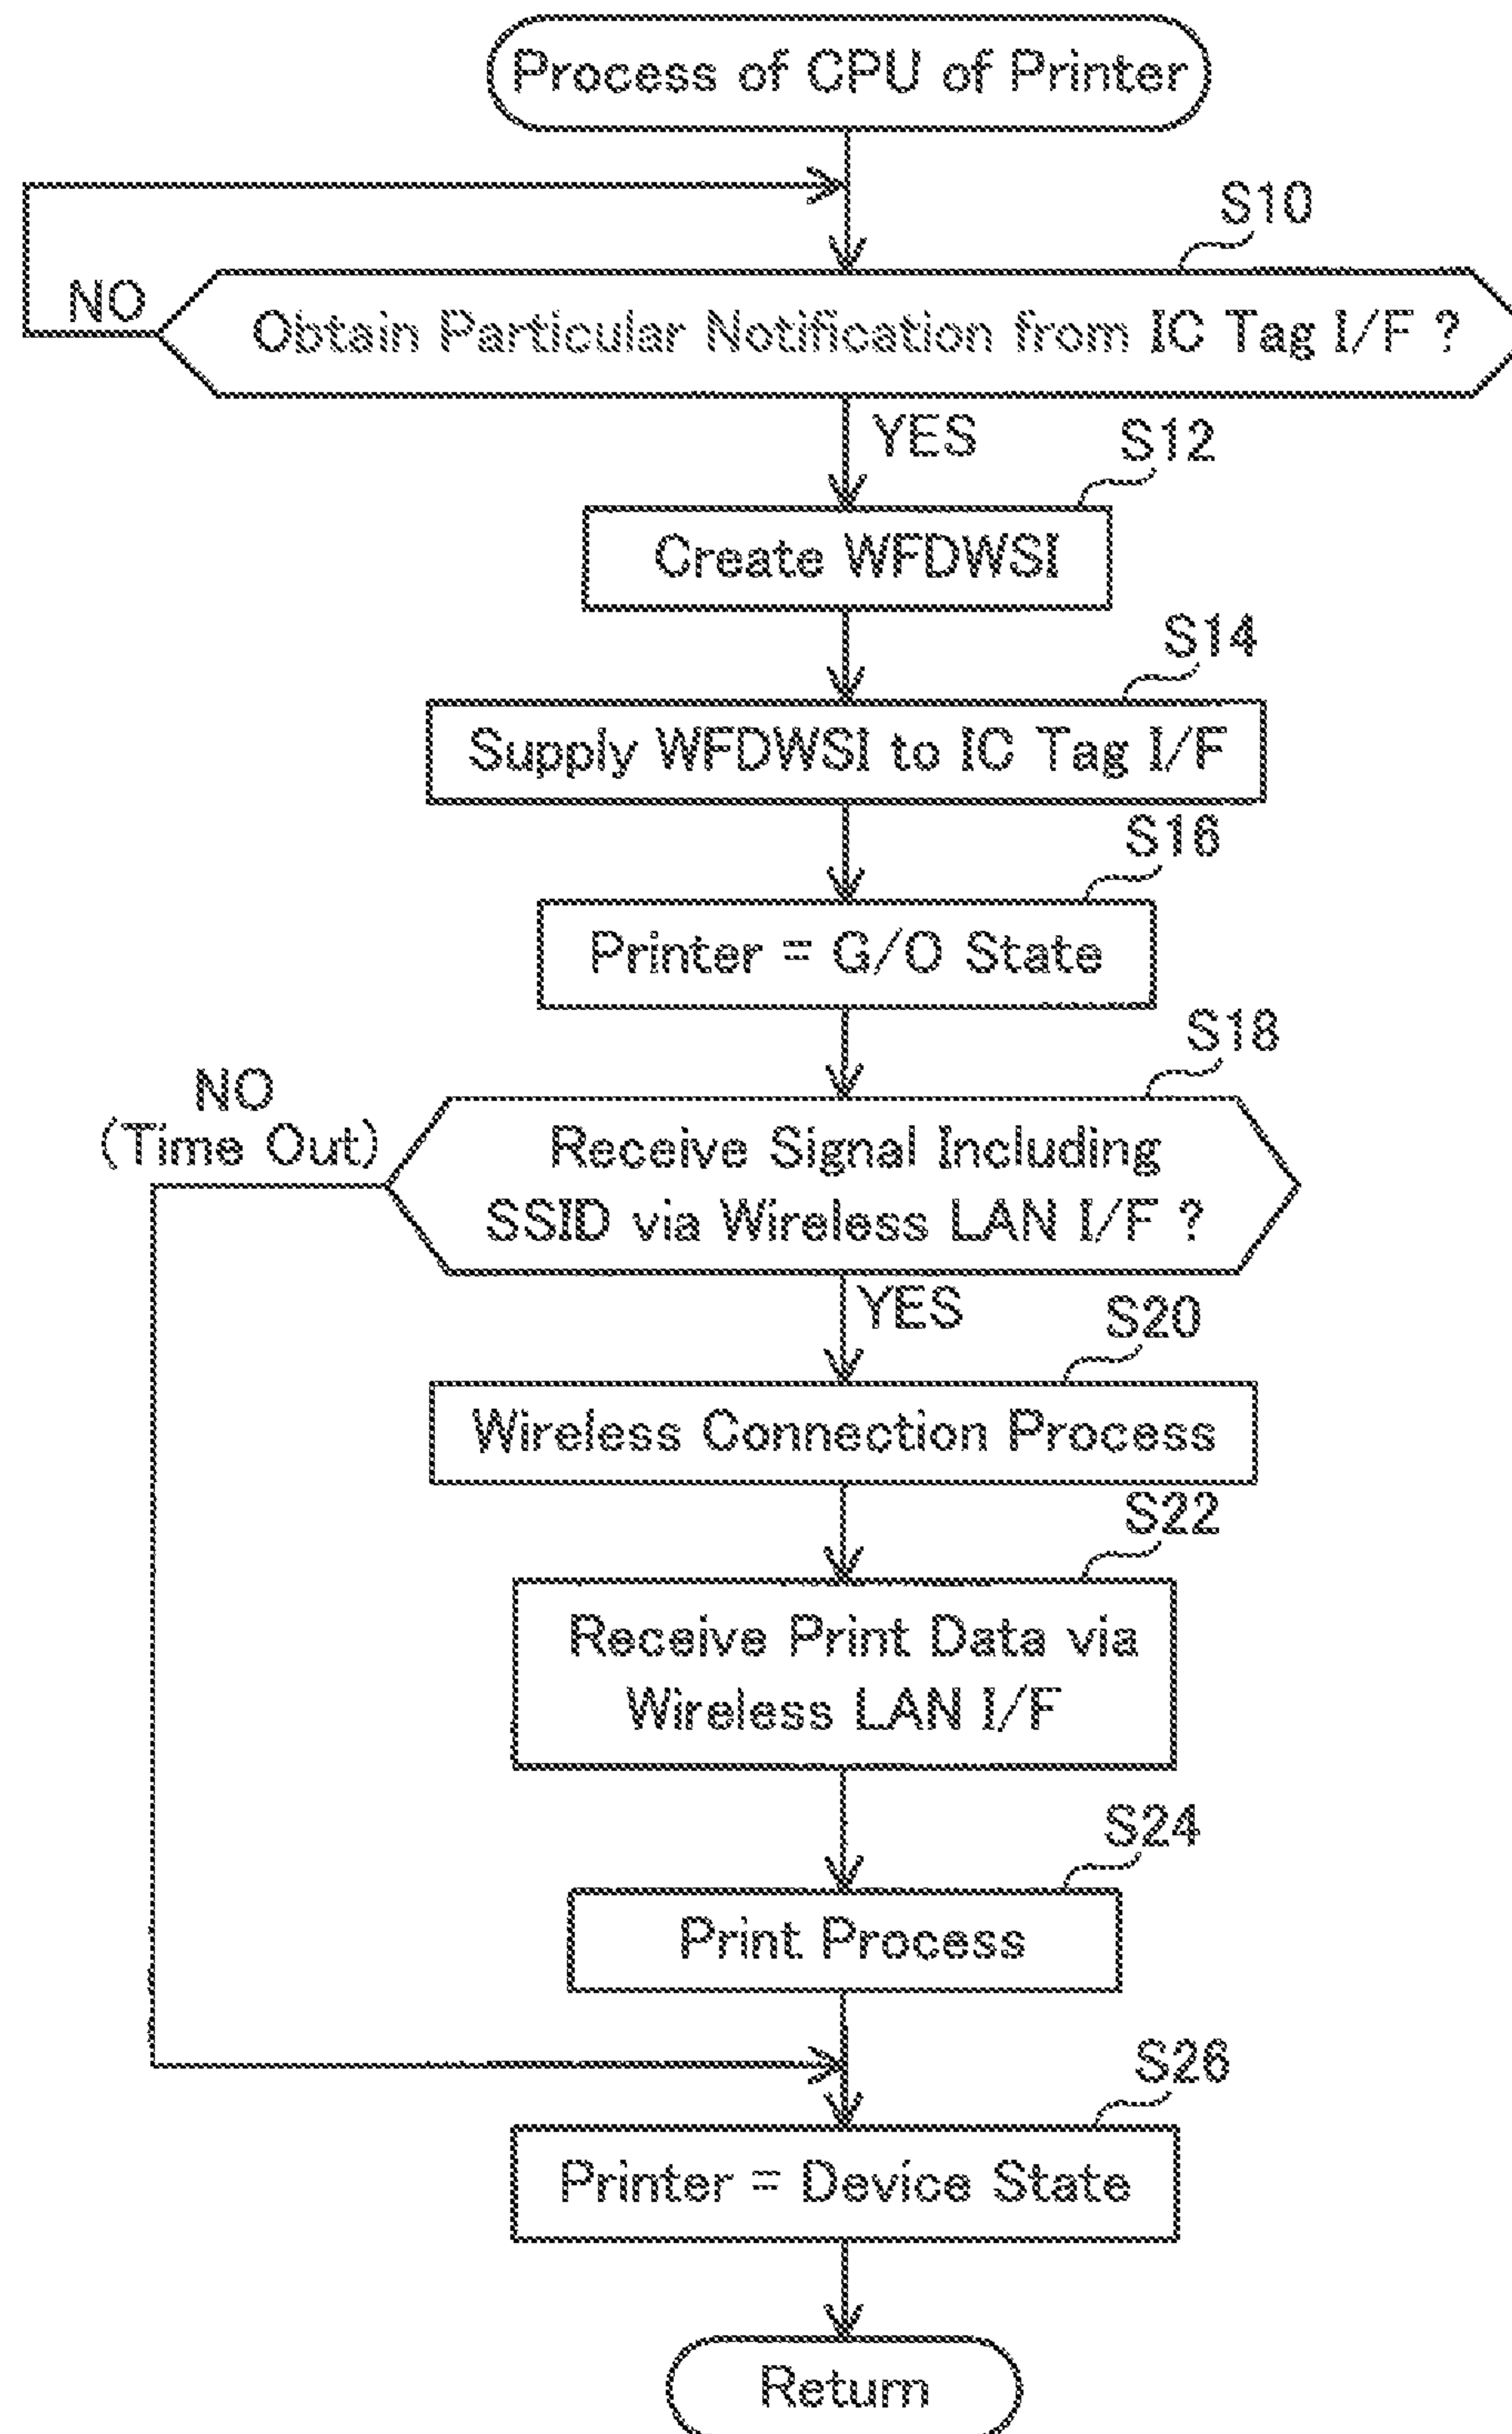 Process of CPU of Printer
S10
NO
Obtain Particular Notification from IC Tag I/F ?
YES
S12
Create WFDWSI
S14
Supply WFDWSI to IC Tag I/F
S16
Printer = G/O State
S18
NO
(Time Out)
Receive Signal Including
SSID via Wireless LAN I/F ?
YES
S20
Wireless Connection Process
S22
Receive Print Data via
Wireless LAN I/F
S24
Print Process
S26
Printer = Device State
Return